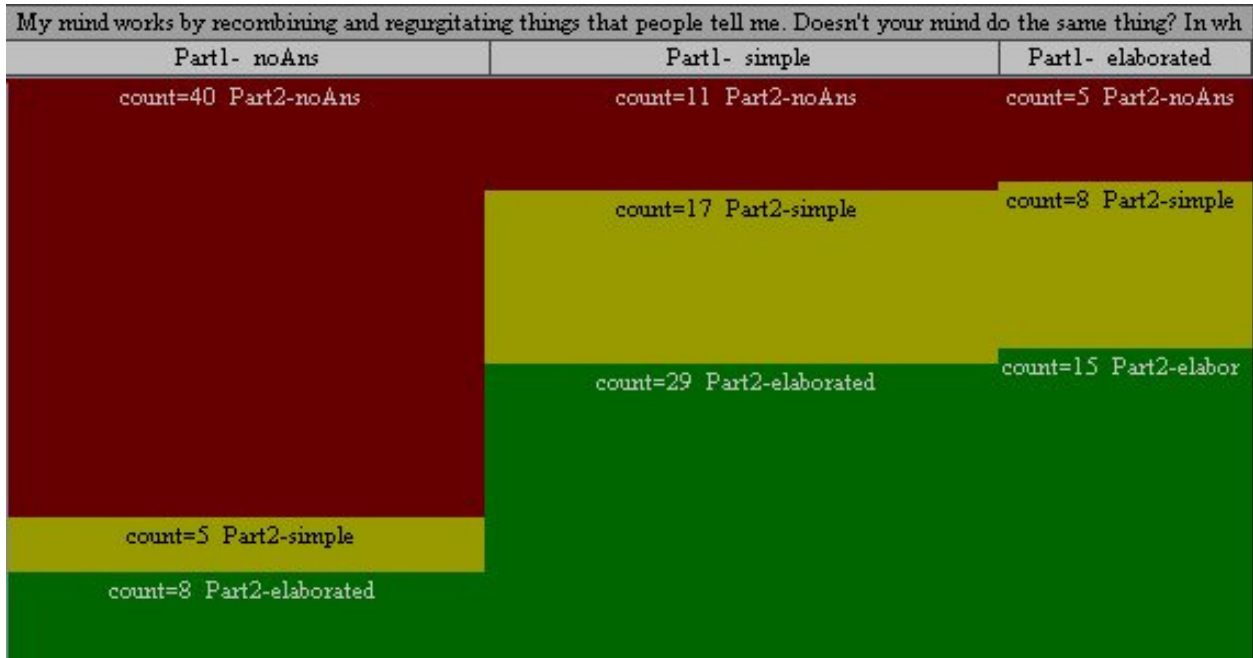 My mind works by recombining and regurgitating things that people tell me. Doesn't your mind do the same thing? In wh
Part1- noAns Part1- simple Part1- elaborated
count=40 Part2-noAns count=11 Part2-noAns count=5 Part2-noAns
count=17 Part2-simple count=8 Part2-simple
count=29 Part2-elaborated count=15 Part2-elabor
count=5 Part2-simple
count=8 Part2-elaborated